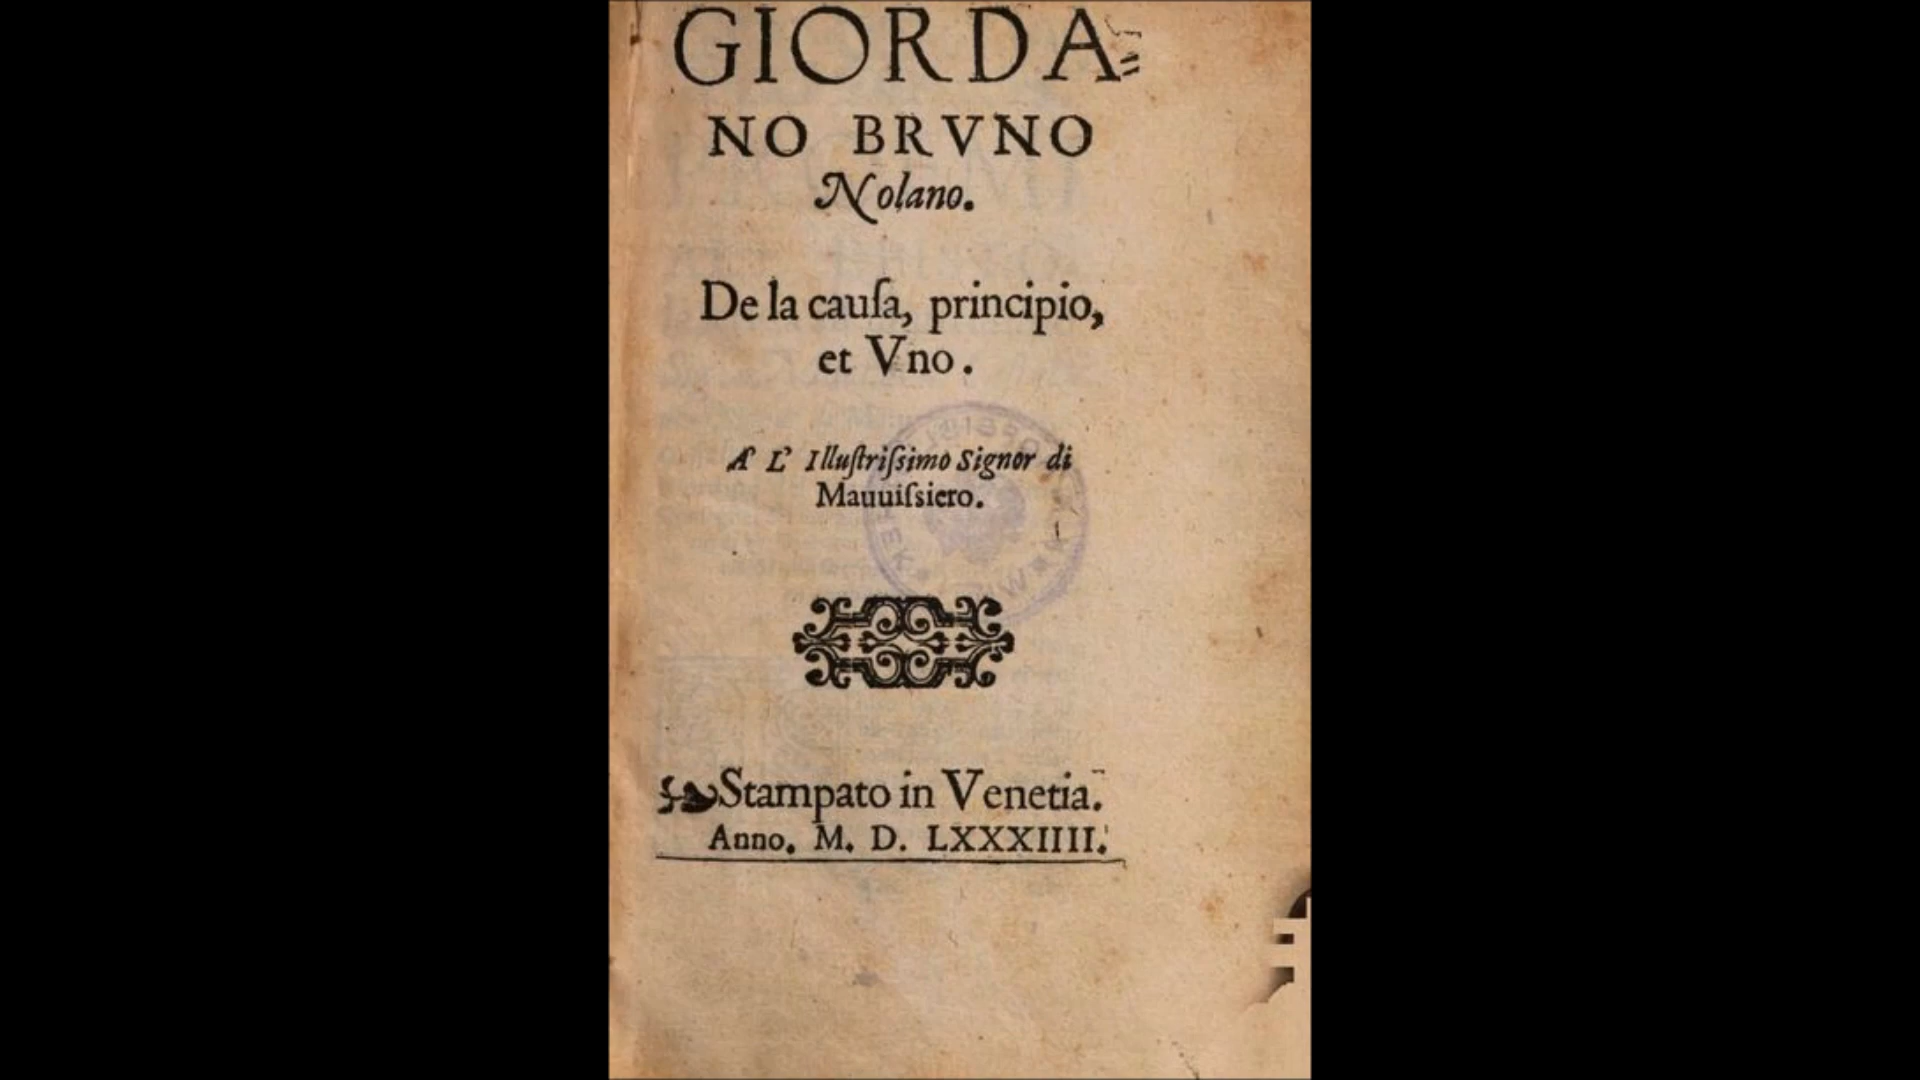 GIORDA=
NO BRVNO
Nolano.
De la cauſa, principio,
et Vno.
A' L' Illuſtriſsimo Signor di
Mauuiſsiero.
Stampato in Venetia.
Anno. M. D. LXXXIIII.